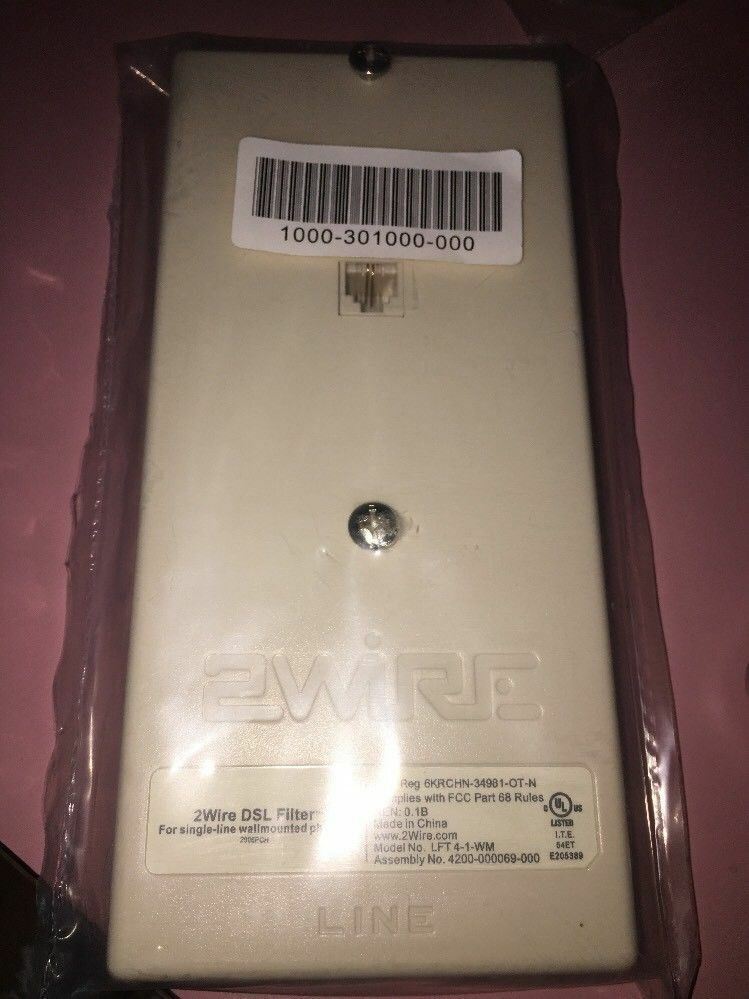 1000-301000-000
2WiRE
2Wire DSL Filter
For single-line wallmounted
Reg 6KRCHN-34981-OT-N
with FCC Part 68 Rules
0.1B
Made in China
www.2Wire.com
Model No. LFT 4-1-WM
Assembly No. 4200-000069-000
UL US
LISTED
I.T.E.
54ET
E205389
LINE